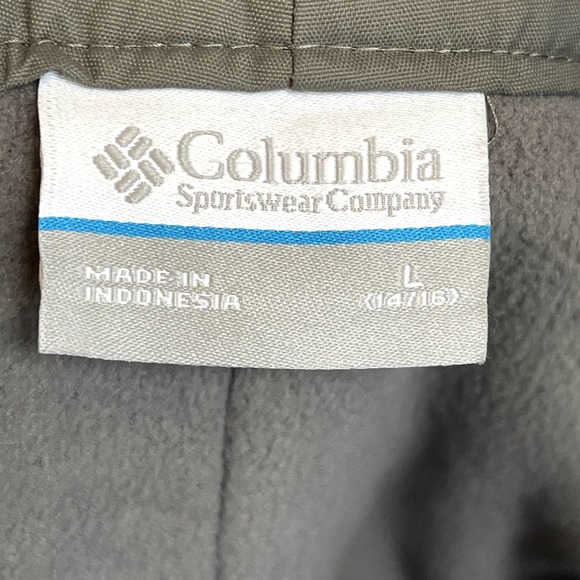 Columbia
Sportswear Company
MADE IN
INDONESIA
L
(14/16)